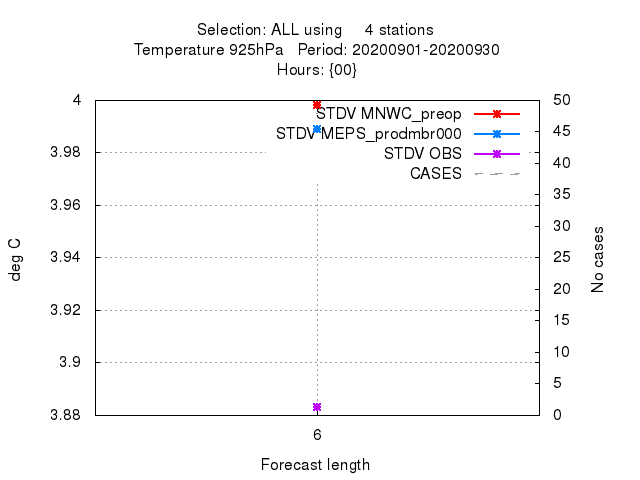 Selection: ALL using     4 stations
Temperature 925hPa   Period: 20200901-20200930
Hours: {00}
4
3.98
3.96
3.94
3.92
3.9
3.88
deg C
STDV MNWC_preop
STDV MEPS_prodmbr000
STDV OBS
CASES
50
45
40
35
30
25
20
15
10
5
0
No cases
6
Forecast length